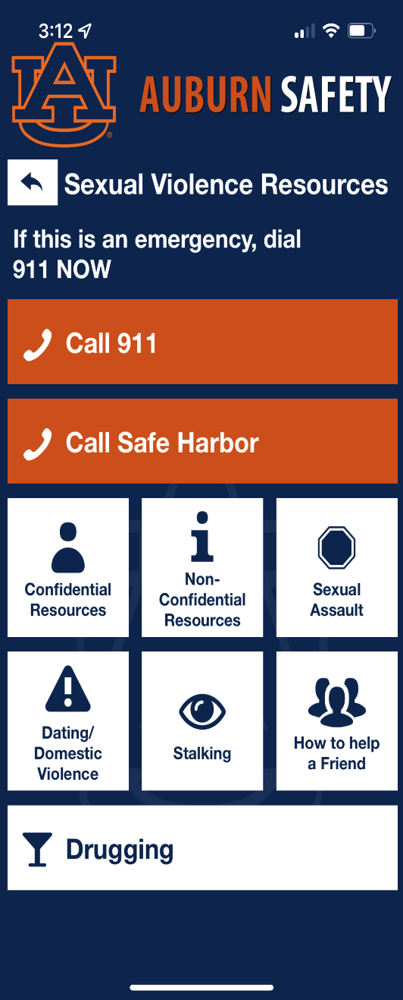 3:12
AU
®
AUBURN SAFETY
Sexual Violence Resources
If this is an emergency, dial
911 NOW
Call 911
Call Safe Harbor
Confidential
Resources
Non-
Confidential
Resources
Sexual
Assault
Dating/
Domestic
Violence
Stalking
How to help
a Friend
Drugging